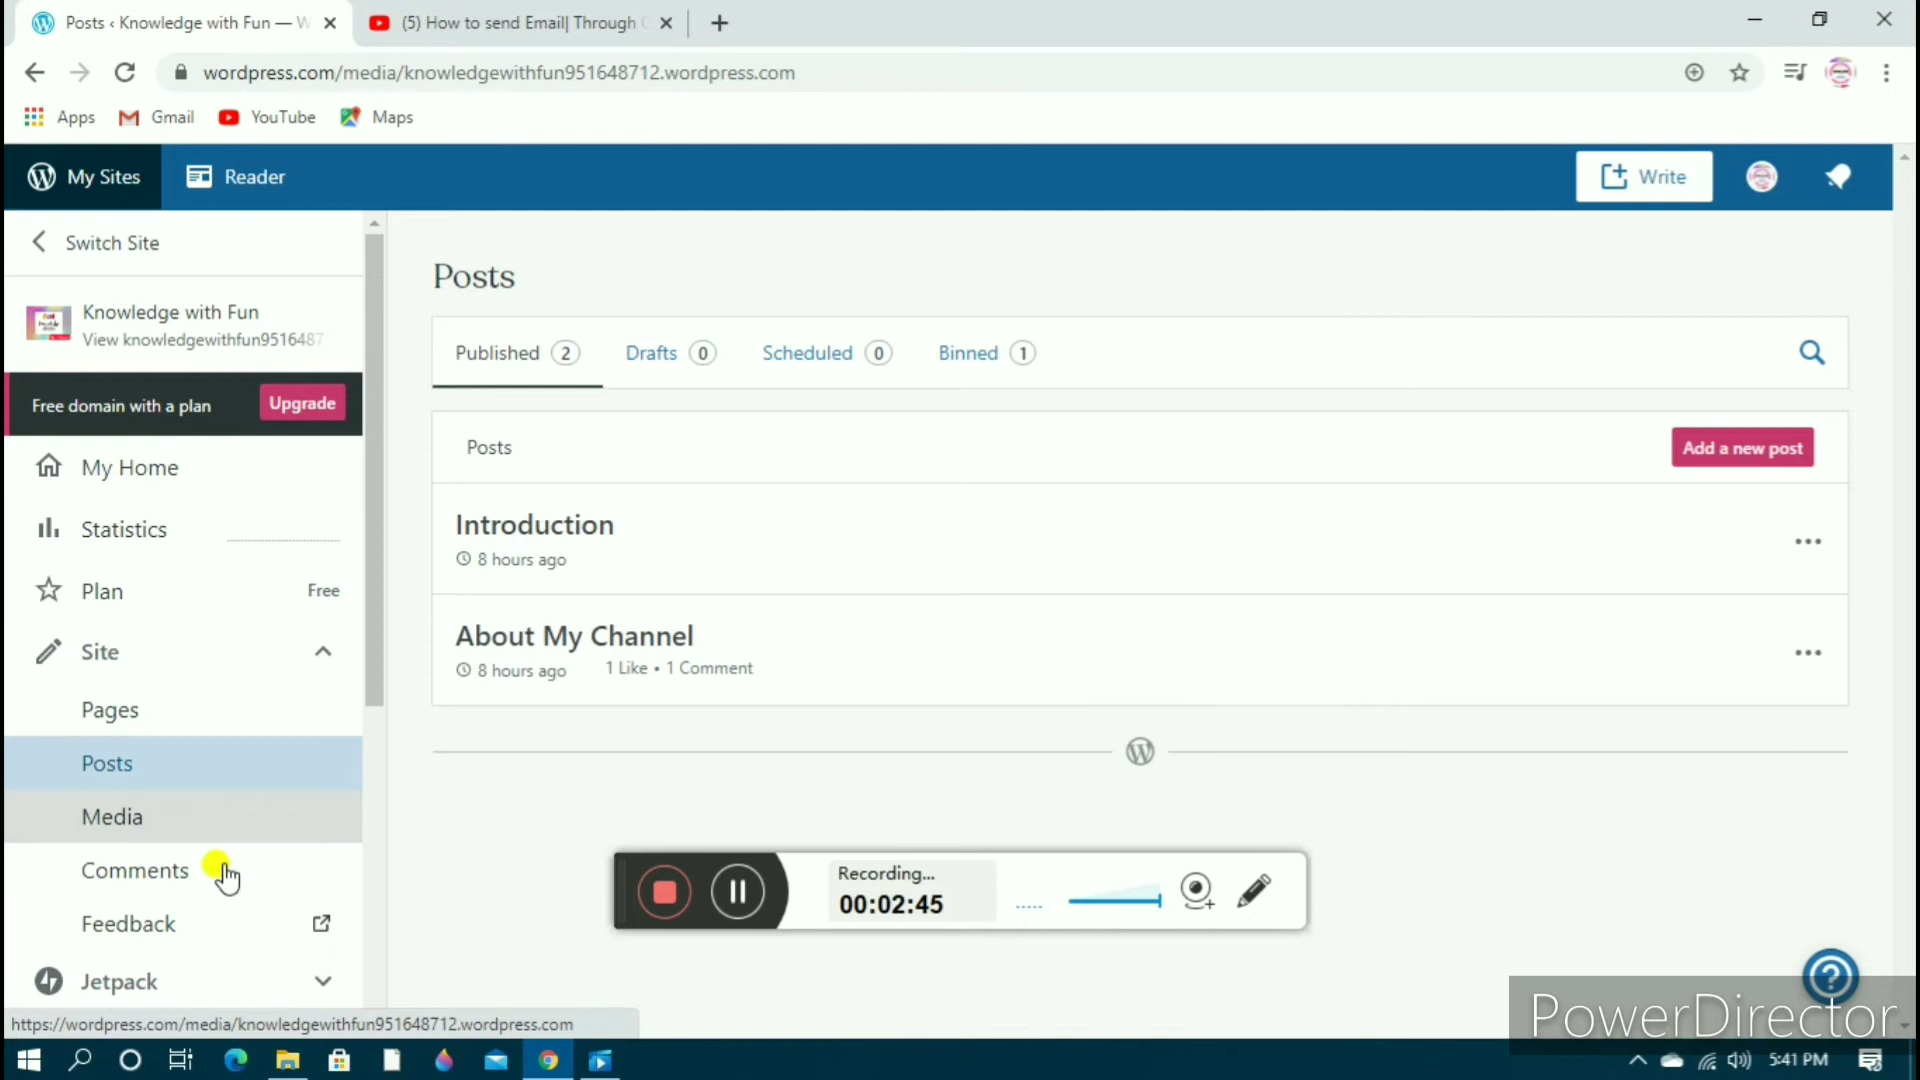 Posts ‹ Knowledge with Fun — W
(5) How to send Email| Through
wordpress.com/media/knowledgewithfun951648712.wordpress.com
Apps
Gmail
YouTube
Maps
My Sites
Reader
Write
Switch Site
Knowledge with Fun
View knowledgewithfun9516487
Free domain with a plan
Upgrade
My Home
Statistics
Plan
Free
Site
Pages
Posts
Media
Comments
Feedback
Jetpack
Posts
Published 2
Drafts 0
Scheduled 0
Binned 1
Posts
Add a new post
Introduction
8 hours ago
About My Channel
8 hours ago
1 Like • 1 Comment
Recording...
00:02:45
https://wordpress.com/media/knowledgewithfun951648712.wordpress.com
PowerDirector
5:41 PM